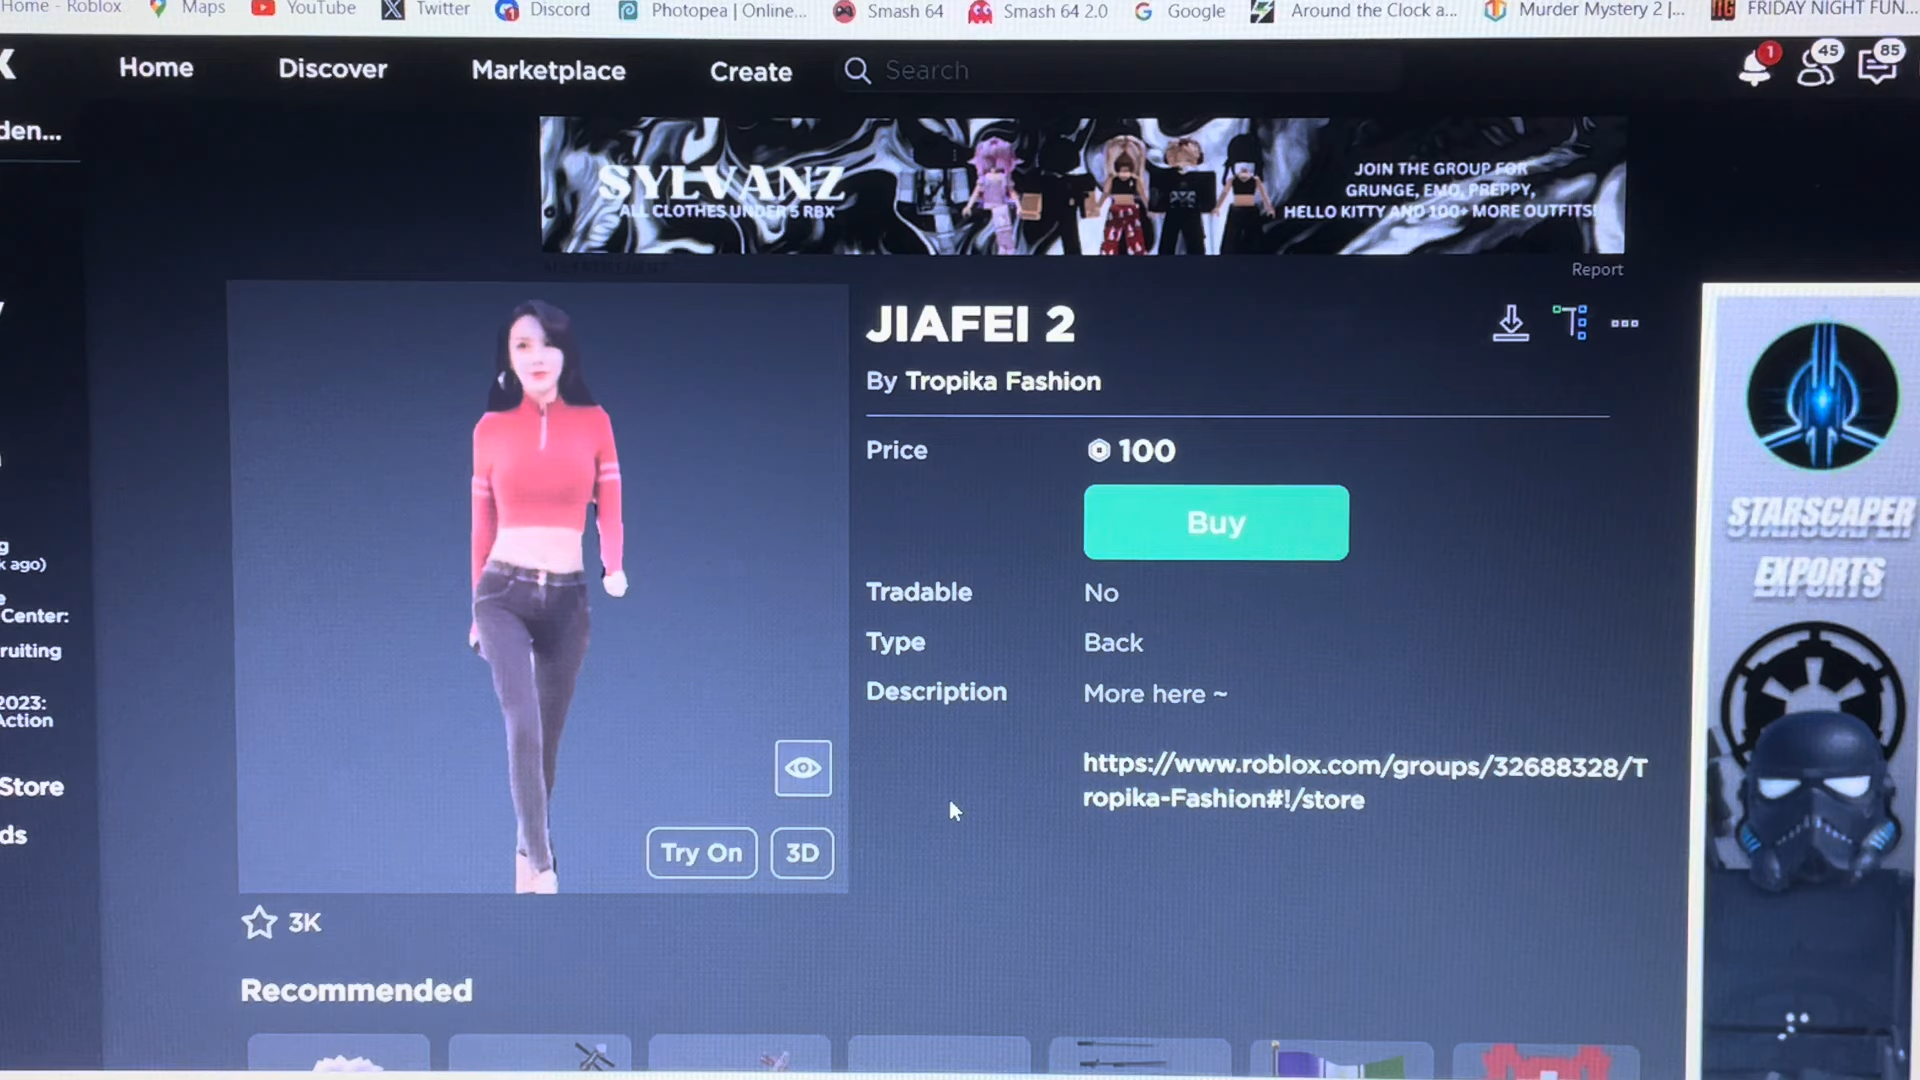 Home - Roblox Maps YouTube Twitter Discord Photopea | Online... Smash 64 Smash 64 2.0 Google Around the Clock a... Murder Mystery 2 |... FRIDAY NIGHT FUN...
X Home Discover Marketplace Create Search 1 45 85
den...
SYLVANZ
ALL CLOTHES UNDER 5 RBX
JOIN THE GROUP FOR
GRUNGE, EMO, PREPPY,
HELLO KITTY AND 100+ MORE OUTFITS!
Report
JIAFEI 2
By Tropika Fashion
Price 100
Buy
Tradable No
Type Back
Description More here ~
https://www.roblox.com/groups/32688328/T
ropika-Fashion#!/store
Try On 3D
3K
Recommended
k ago)
Center:
ruiting
2023:
Action
Store
ds
STARSCAPER
EXPORTS